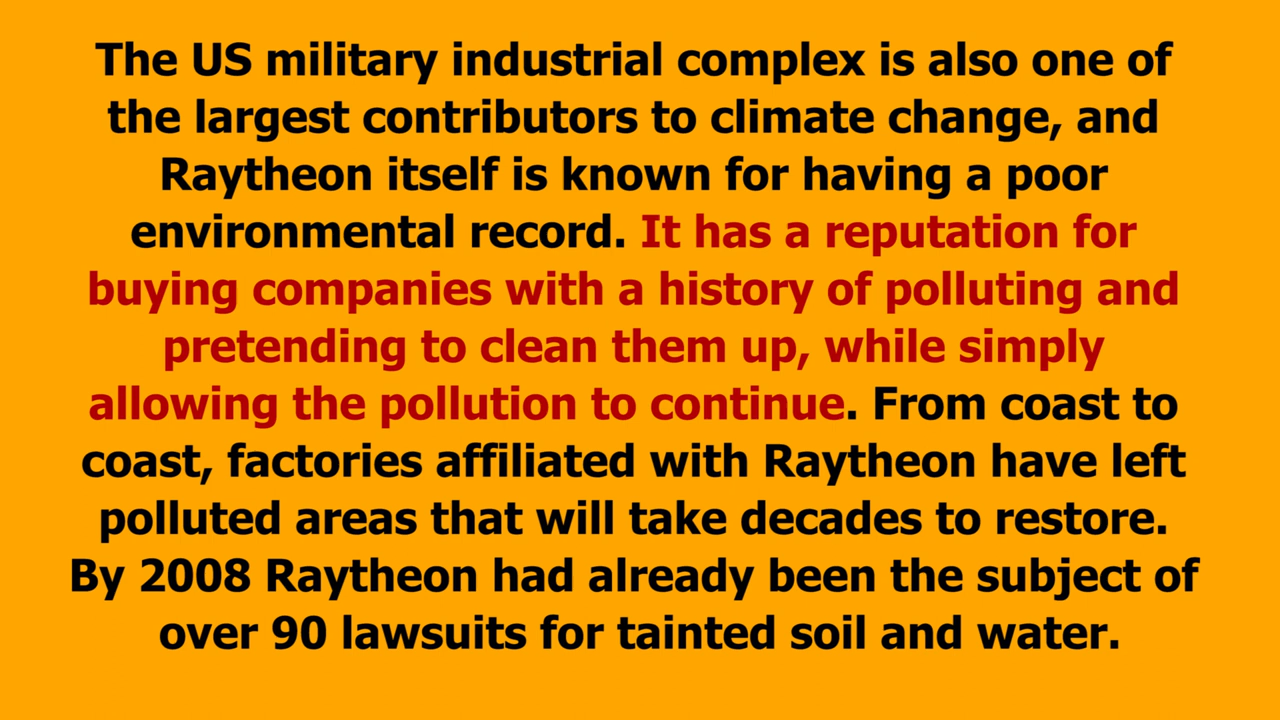 The US military industrial complex is also one of
the largest contributors to climate change, and
Raytheon itself is known for having a poor
environmental record. It has a reputation for
buying companies with a history of polluting and
pretending to clean them up, while simply
allowing the pollution to continue. From coast to
coast, factories affiliated with Raytheon have left
polluted areas that will take decades to restore.
By 2008 Raytheon had already been the subject of
over 90 lawsuits for tainted soil and water.